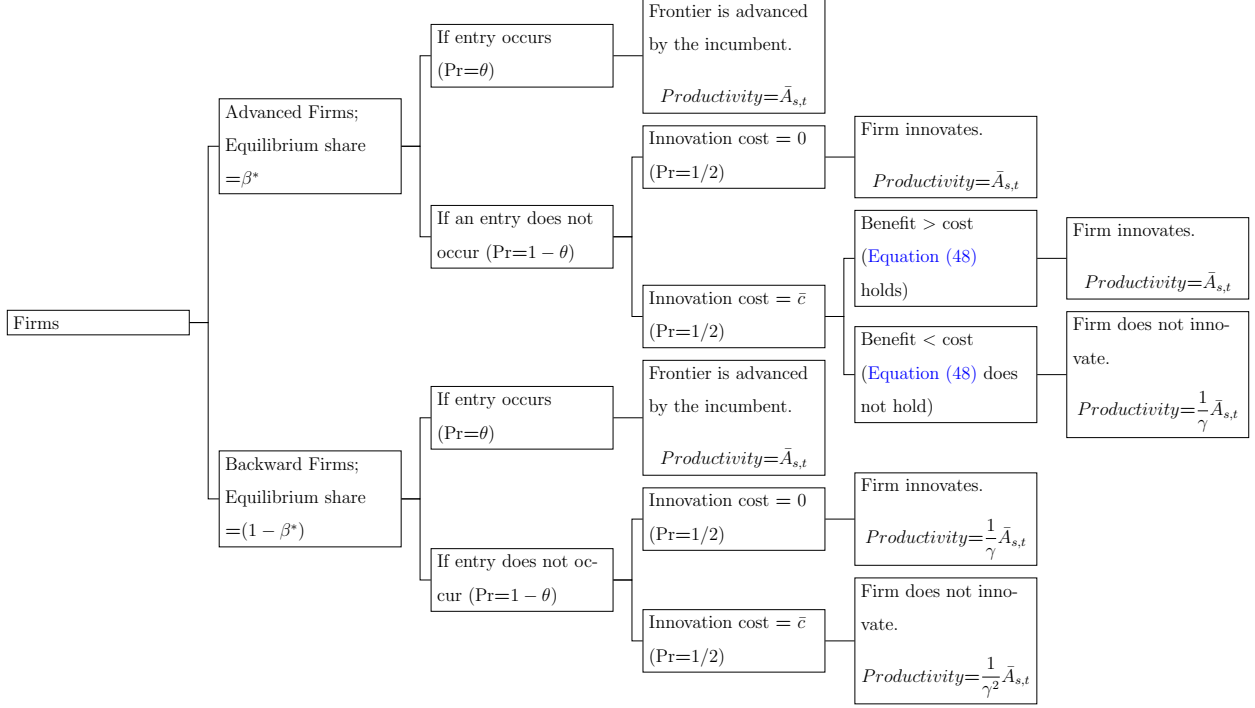 Firms
Advanced Firms;
Equilibrium share
=β*
If entry occurs
(Pr=θ)
Frontier is advanced
by the incumbent.
Productivity=Ā_{s,t}
If an entry does not
occur (Pr=1 − θ)
Innovation cost = 0
(Pr=1/2)
Firm innovates.
Productivity=Ā_{s,t}
Innovation cost = c̄
(Pr=1/2)
Benefit > cost
(Equation (48)
holds)
Firm innovates.
Productivity=Ā_{s,t}
Benefit < cost
(Equation (48) does
not hold)
Firm does not inno-
vate.
Productivity=\frac{1}{γ}Ā_{s,t}
Backward Firms;
Equilibrium share
=(1 − β*)
If entry occurs
(Pr=θ)
Frontier is advanced
by the incumbent.
Productivity=Ā_{s,t}
If entry does not oc-
cur (Pr=1 − θ)
Innovation cost = 0
(Pr=1/2)
Firm innovates.
Productivity=\frac{1}{γ}Ā_{s,t}
Innovation cost = c̄
(Pr=1/2)
Firm does not inno-
vate.
Productivity=\frac{1}{γ^2}Ā_{s,t}